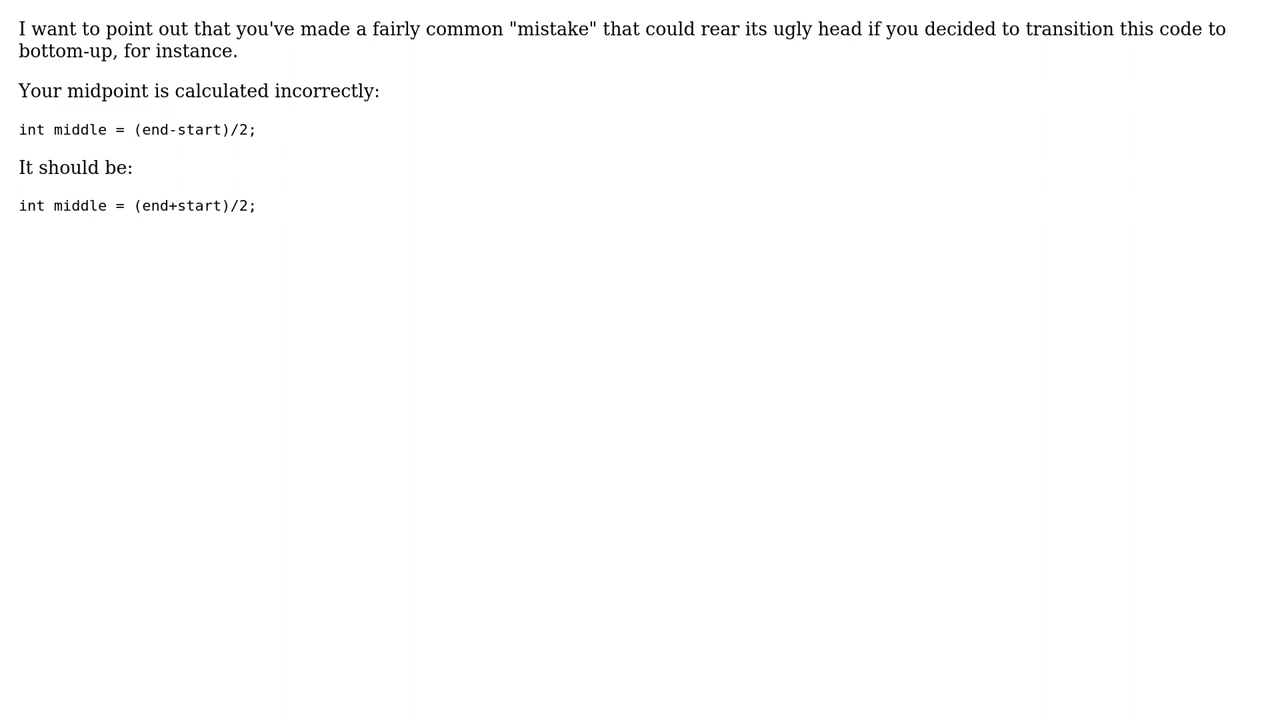 I want to point out that you've made a fairly common "mistake" that could rear its ugly head if you decided to transition this code to
bottom-up, for instance.
Your midpoint is calculated incorrectly:
int middle = (end-start)/2;
It should be:
int middle = (end+start)/2;